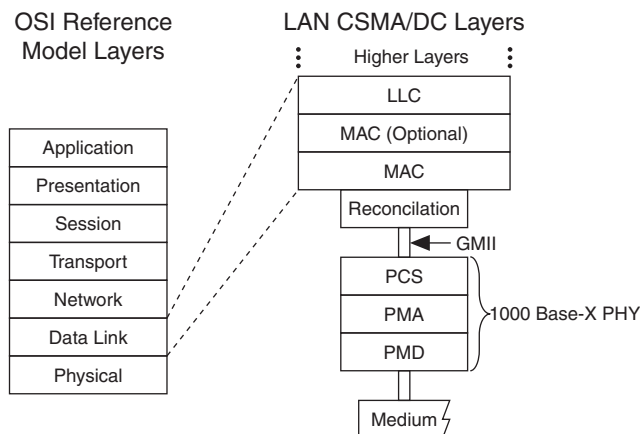 OSI Reference
Model Layers
Application
Presentation
Session
Transport
Network
Data Link
Physical
LAN CSMA/DC Layers
Higher Layers
LLC
MAC (Optional)
MAC
Reconcilation
GMII
PCS
PMA
PMD
1000 Base-X PHY
Medium